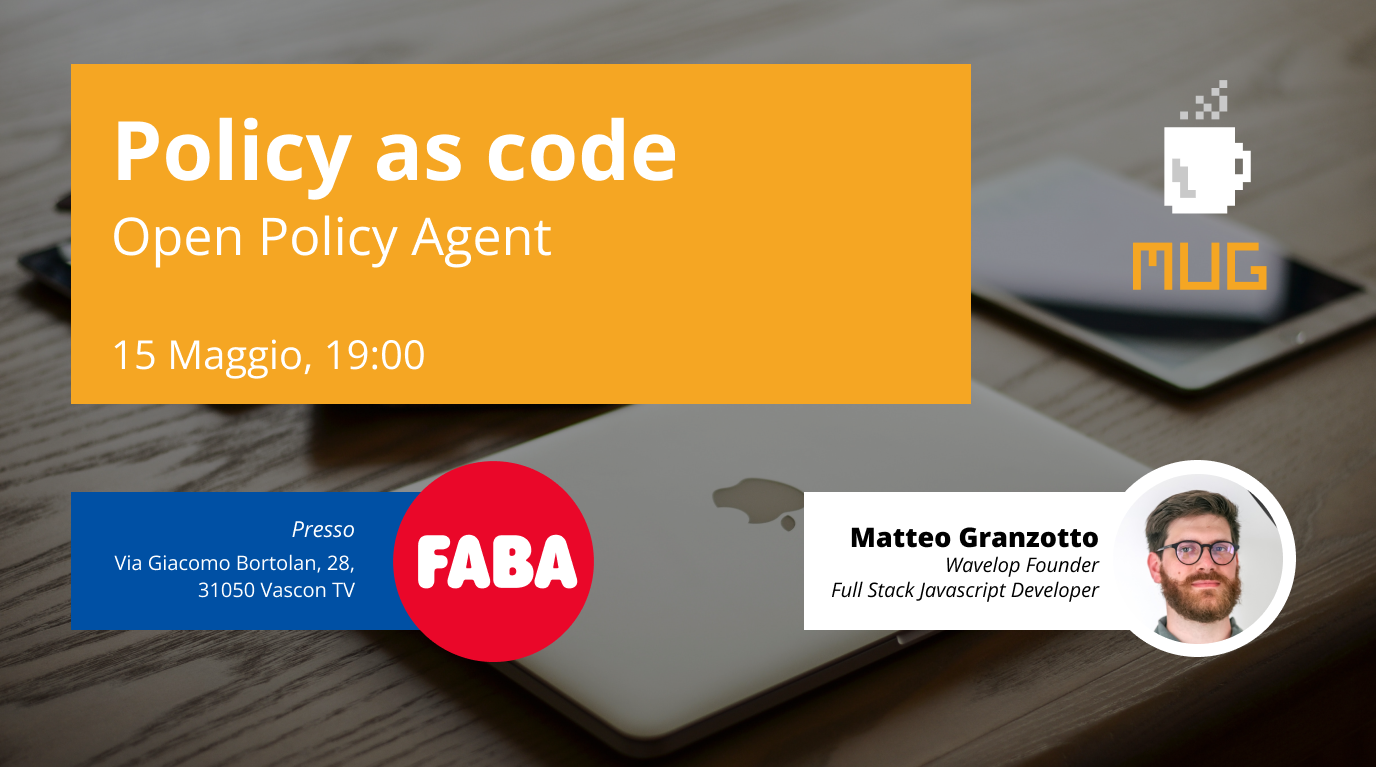 Policy as code
Open Policy Agent
15 Maggio, 19:00
MUG
Presso
Via Giacomo Bortolan, 28,
31050 Vascon TV
FABA
Matteo Granzotto
Wavelop Founder
Full Stack Javascript Developer